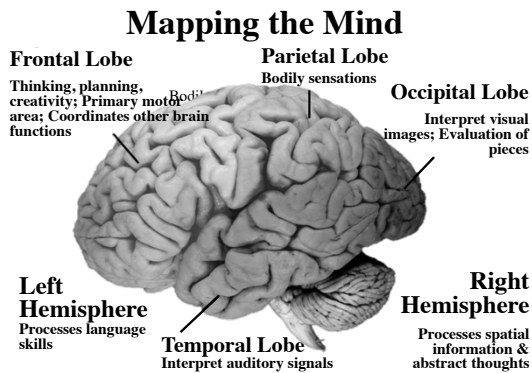 Mapping the Mind
Frontal Lobe
Thinking, planning,
creativity; Primary motor
area; Coordinates other brain
functions
Bodil
Parietal Lobe
Bodily sensations
Occipital Lobe
Interpret visual
images; Evaluation of
pieces
Left
Hemisphere
Processes language
skills
Temporal Lobe
Interpret auditory signals
Right
Hemisphere
Processes spatial
information &
abstract thoughts